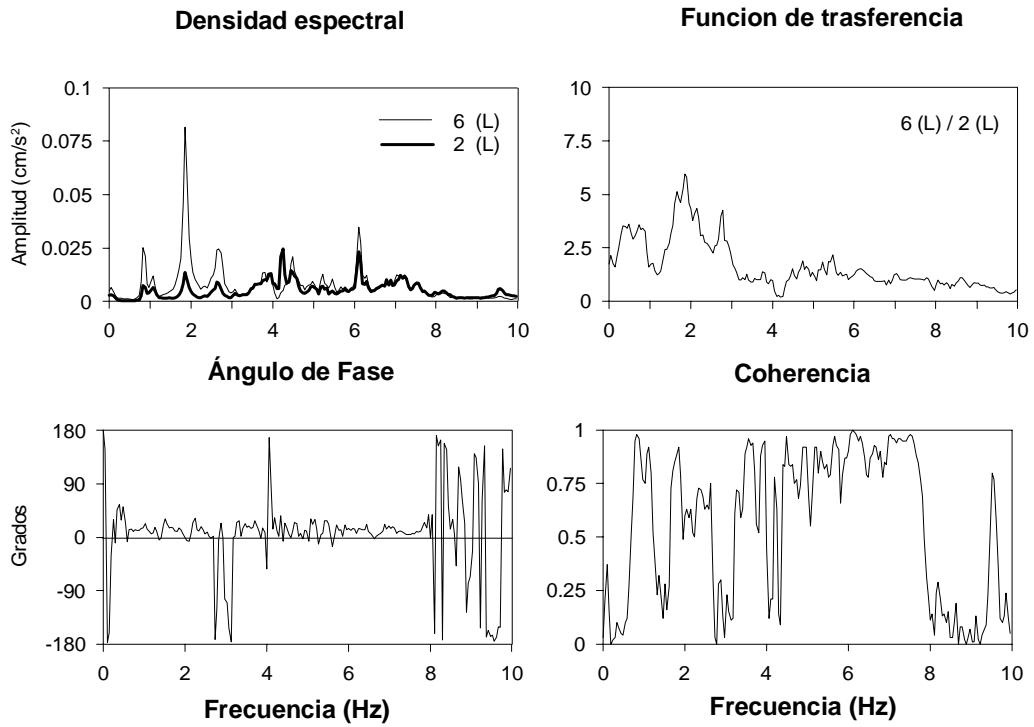 Densidad espectral
Funcion de trasferencia
Amplitud (cm/s²)
0.1
0.075
0.05
0.025
0
0 2 4 6 8 10
6 (L)
2 (L)
10
7.5
5
2.5
0
0 2 4 6 8 10
6 (L) / 2 (L)
Ángulo de Fase
Coherencia
Grados
180
90
0
-90
-180
0 2 4 6 8 10
Frecuencia (Hz)
1
0.75
0.5
0.25
0
0 2 4 6 8 10
Frecuencia (Hz)